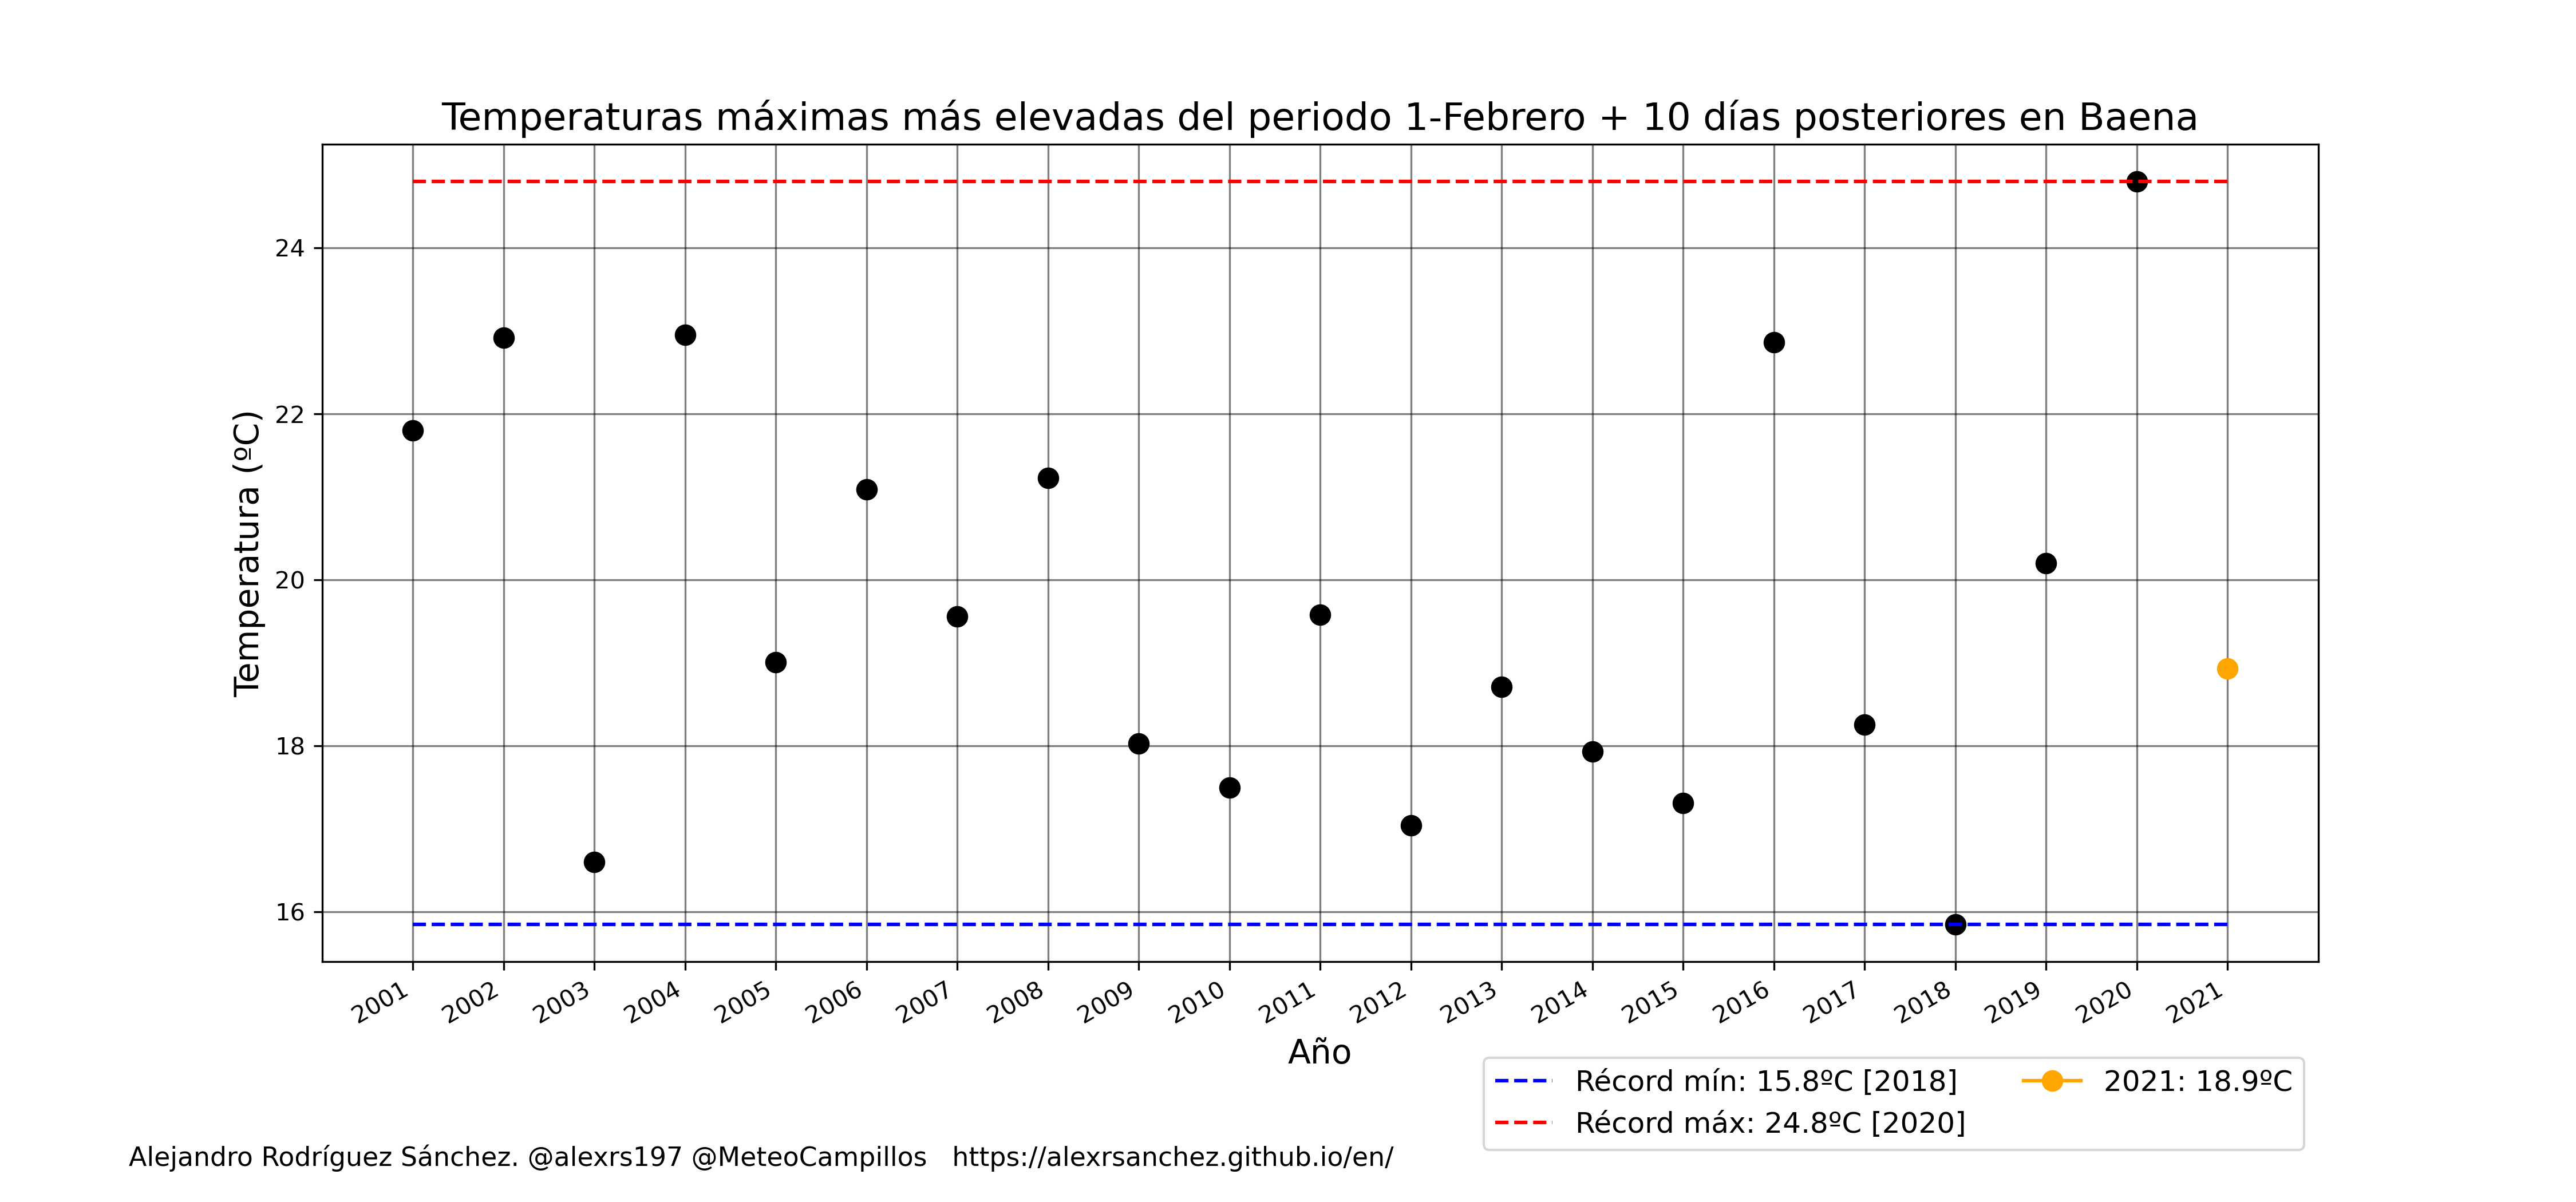 Temperaturas máximas más elevadas del periodo 1-Febrero + 10 días posteriores en Baena
Temperatura (ºC)
24
22
20
18
16
2001 2002 2003 2004 2005 2006 2007 2008 2009 2010 2011 2012 2013 2014 2015 2016 2017 2018 2019 2020 2021
Año
Récord mín: 15.8ºC [2018]
Récord máx: 24.8ºC [2020]
2021: 18.9ºC
Alejandro Rodríguez Sánchez. @alexrs197 @MeteoCampillos https://alexrsanchez.github.io/en/